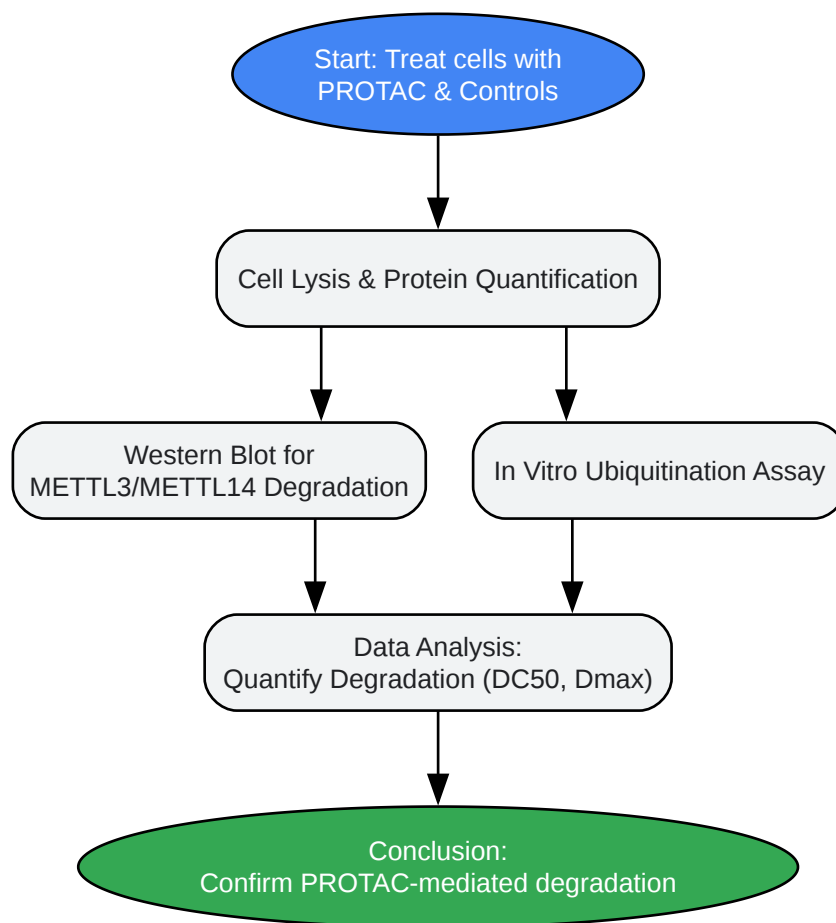 Start: Treat cells with
PROTAC & Controls
Cell Lysis & Protein Quantification
Western Blot for
METTL3/METTL14 Degradation
In Vitro Ubiquitination Assay
Data Analysis:
Quantify Degradation (DC50, Dmax)
Conclusion:
Confirm PROTAC-mediated degradation